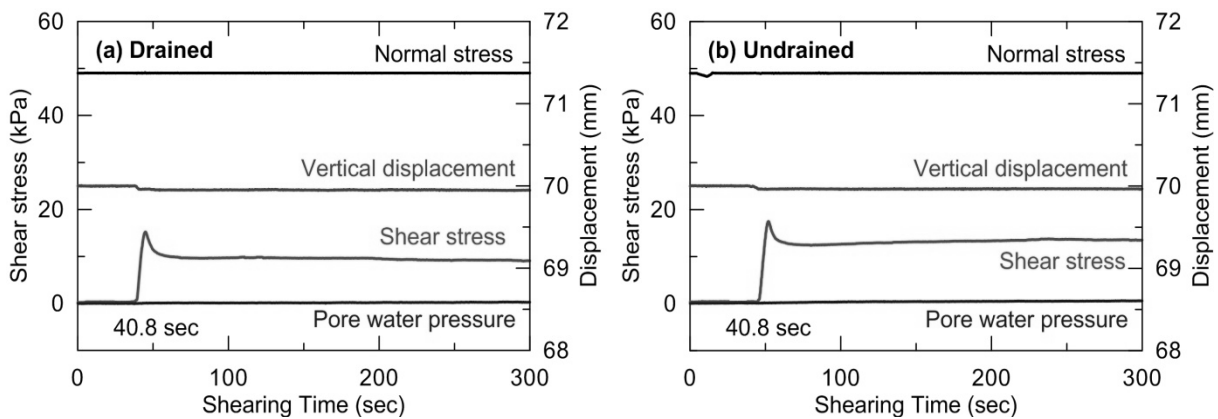 (a) Drained
Normal stress
Vertical displacement
Shear stress
Pore water pressure
40.8 sec
60
40
20
0
72
71
70
69
68
0
100
200
300
Shear stress (kPa)
Displacement (mm)
Shearing Time (sec)
(b) Undrained
Normal stress
Vertical displacement
Shear stress
Pore water pressure
40.8 sec
60
40
20
0
72
71
70
69
68
0
100
200
300
Shear stress (kPa)
Displacement (mm)
Shearing Time (sec)